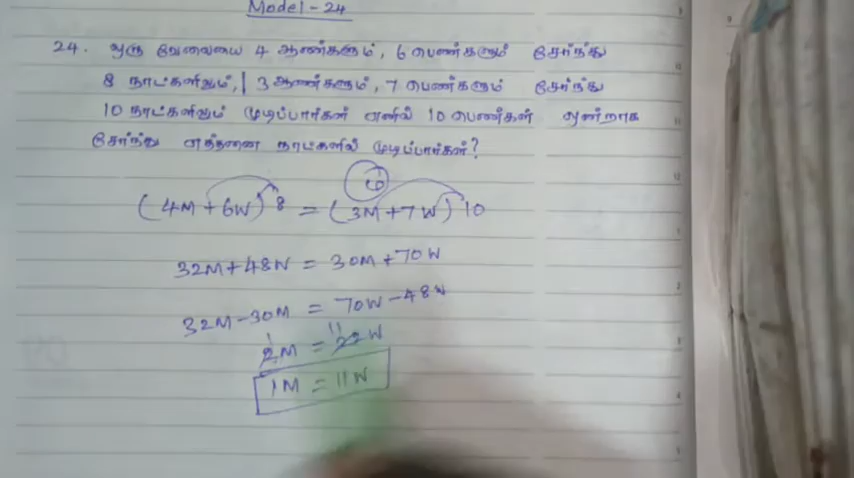 Model-24
24. ஒரு வேலையை 4 ஆண்களும், 6 பெண்களும் சேர்ந்து
8 நாட்களிலும், | 3 ஆண்களும், 7 பெண்களும் சேர்ந்து
10 நாட்களிலும் முடிப்பார்கள் எனில் 10 பெண்கள் ஒன்றாக
சேர்ந்து எத்தனை நாட்களில் முடிப்பார்கள்?
(4M+6W)8 = (3M+7W)10
32M+48W = 30M+70W
32M-30M = 70W-48W
2M = 22W
1M = 11W